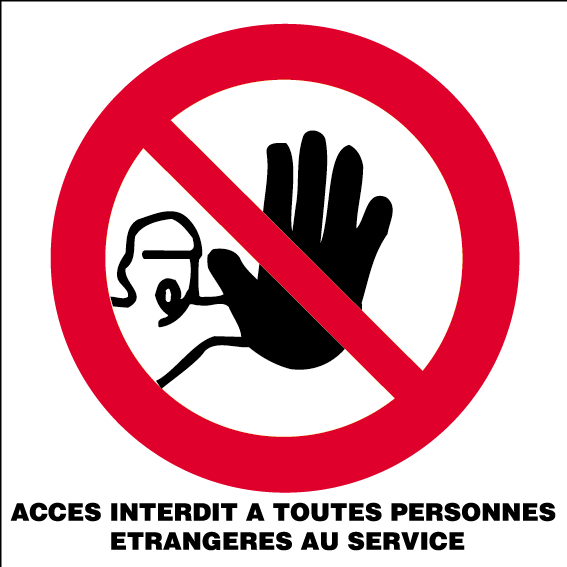 ACCES INTERDIT A TOUTES PERSONNES
ETRANGERES AU SERVICE